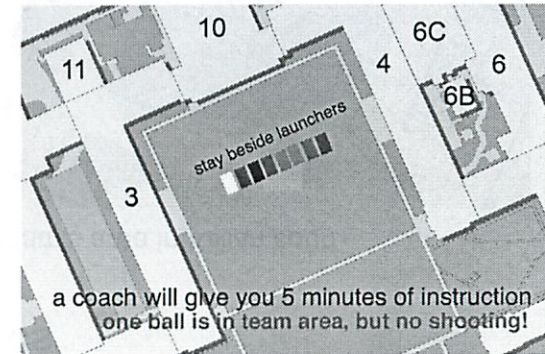 10
6C
11
4
6
6B
stay beside launchers
3
a coach will give you 5 minutes of instruction
one ball is in team area, but no shooting!